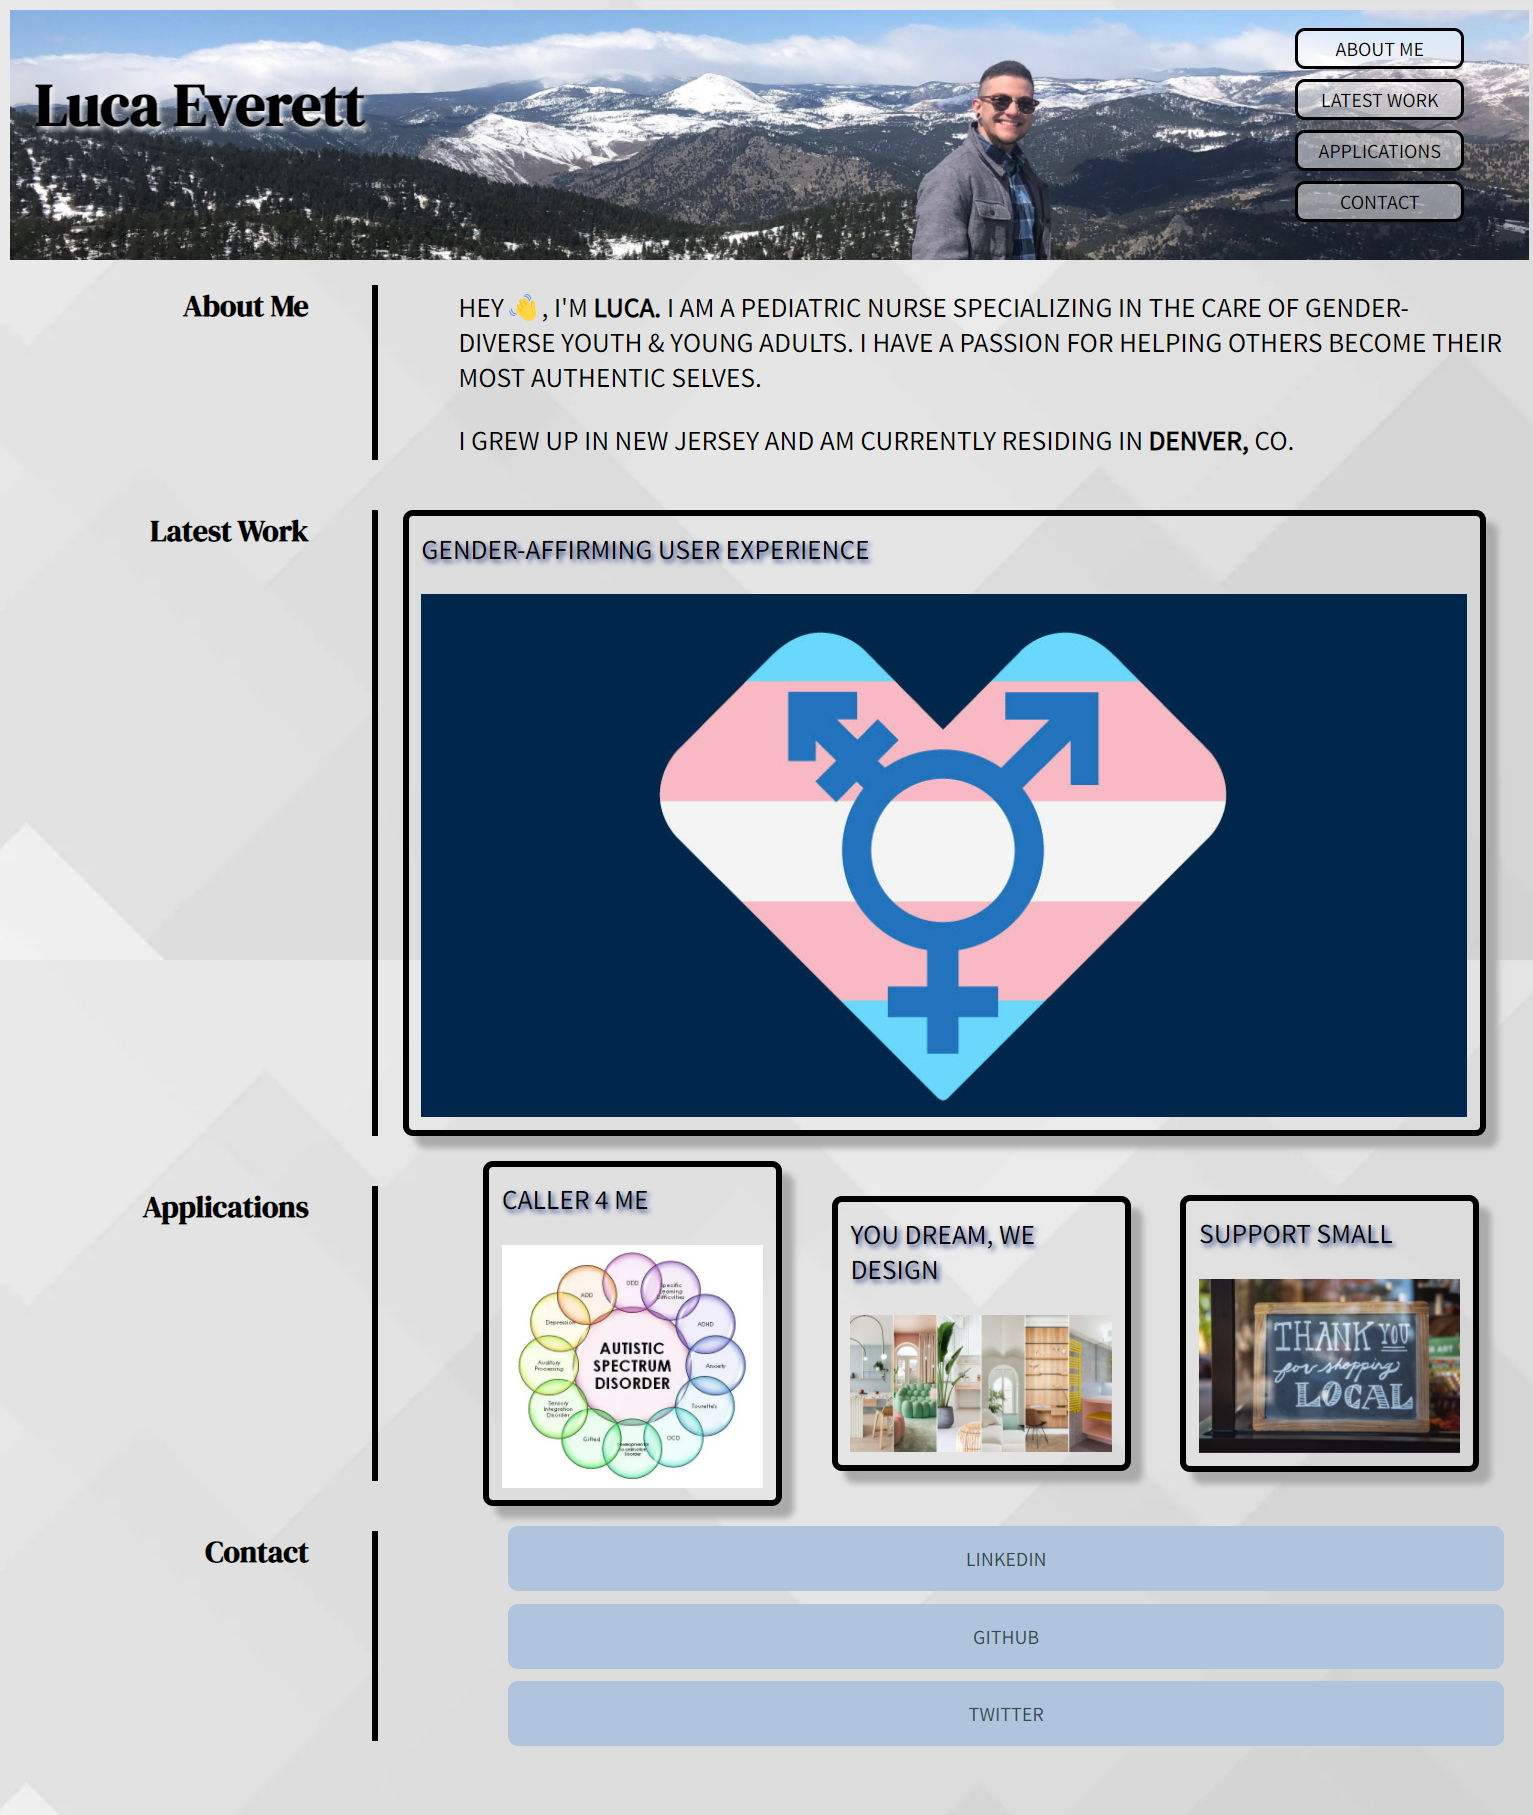 Luca Everett
ABOUT ME
LATEST WORK
APPLICATIONS
CONTACT
About Me
HEY 👋, I'M LUCA. I AM A PEDIATRIC NURSE SPECIALIZING IN THE CARE OF GENDER-
DIVERSE YOUTH & YOUNG ADULTS. I HAVE A PASSION FOR HELPING OTHERS BECOME THEIR
MOST AUTHENTIC SELVES.
I GREW UP IN NEW JERSEY AND AM CURRENTLY RESIDING IN DENVER, CO.
Latest Work
GENDER-AFFIRMING USER EXPERIENCE
Applications
CALLER 4 ME
ODD
Specific
Learning
Difficulties
ADHD
Anxiety
Tourette's
OCD
Gifted
Sensory
Integration
Disorder
Auditory
Processing
Depression
ADD
AUTISTIC
SPECTRUM
DISORDER
YOU DREAM, WE
DESIGN
SUPPORT SMALL
THANK YOU
for shopping
LOCAL
ART
Contact
LINKEDIN
GITHUB
TWITTER